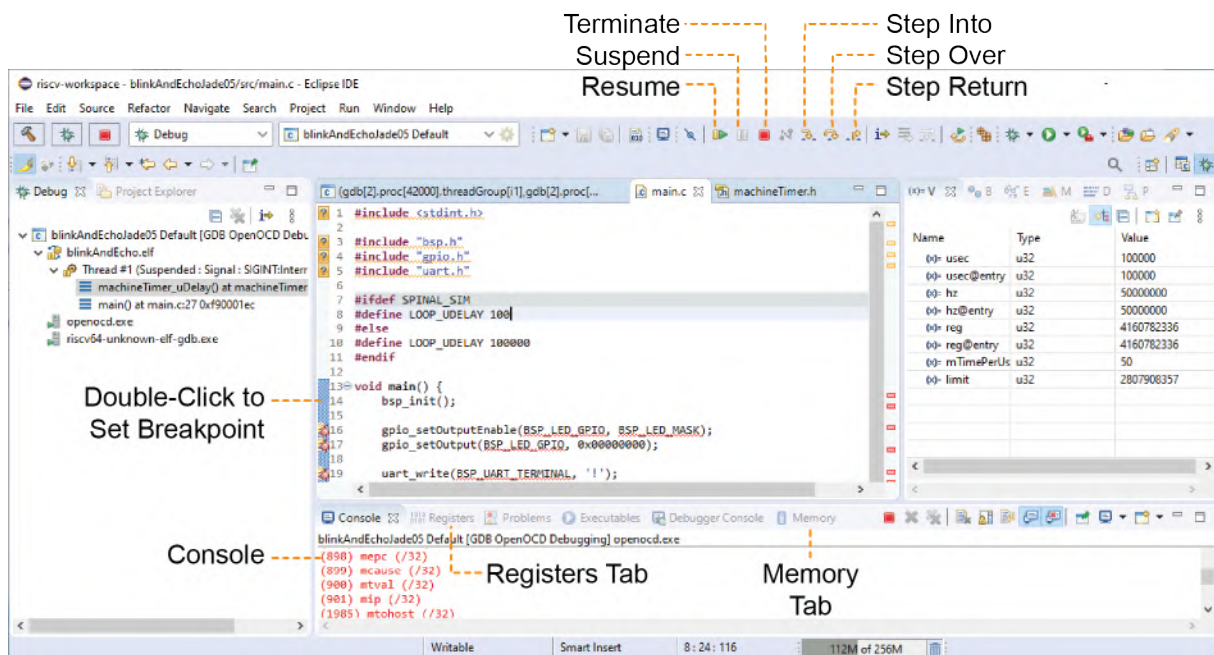 Terminate
Step Into
Suspend
Step Over
Resume
Step Return
riscv-workspace - blinkAndEchoJade05/src/main.c - Eclipse IDE
File Edit Source Refactor Navigate Search Project Run Window Help
Debug
blinkAndEchoJade05 Default
Debug
Project Explorer
blinkAndEchoJade05 Default [GDB OpenOCD Debu
blinkAndEcho.elf
Thread #1 (Suspended : Signal : SIGINT:Interr
machineTimer_uDelay() at machineTimer
main() at main.c:27 0xf90001ec
openocd.exe
riscv64-unknown-elf-gdb.exe
Double-Click to
Set Breakpoint
(gdb[2].proc[42000].threadGroup[i1],gdb[2].proc[...
main.c
machineTimer.h
1 #include <stdint.h>
2
3 #include "bsp.h"
4 #include "gpio.h"
5 #include "uart.h"
6
7 #ifdef SPINAL_SIM
8 #define LOOP_UDELAY 100
9 #else
10 #define LOOP_UDELAY 100000
11 #endif
12
13 void main() {
14 bsp_init();
15
16 gpio_setOutputEnable(BSP_LED_GPIO, BSP_LED_MASK);
17 gpio_setOutput(BSP_LED_GPIO, 0x00000000);
18
19 uart_write(BSP_UART_TERMINAL, '!');
(x)= V B E M D P
Name Type Value
(x)= usec u32 100000
(x)= usec@entry u32 100000
(x)= hz u32 50000000
(x)= hz@entry u32 50000000
(x)= reg u32 4160782336
(x)= reg@entry u32 4160782336
(x)= mTimePerUs u32 50
(x)= limit u32 2807908357
Console Registers Problems Executables Debugger Console Memory
blinkAndEchoJade05 Default [GDB OpenOCD Debugging] openocd.exe
(898) mepc (/32)
(899) mcause (/32)
(900) mtval (/32)
(901) mip (/32)
(1985) mtohost (/32)
Console
Registers Tab
Memory
Tab
Writable Smart Insert 8 : 24 : 116 112M of 256M